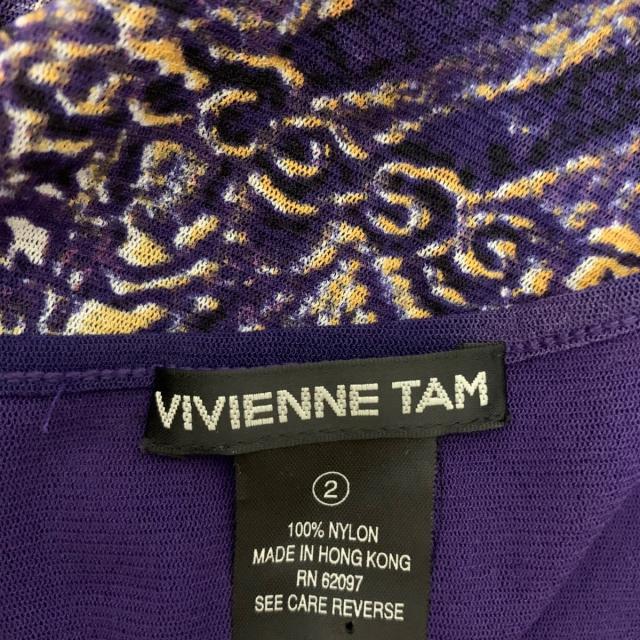 VIVIENNE TAM
2
100% NYLON
MADE IN HONG KONG
RN 62097
SEE CARE REVERSE